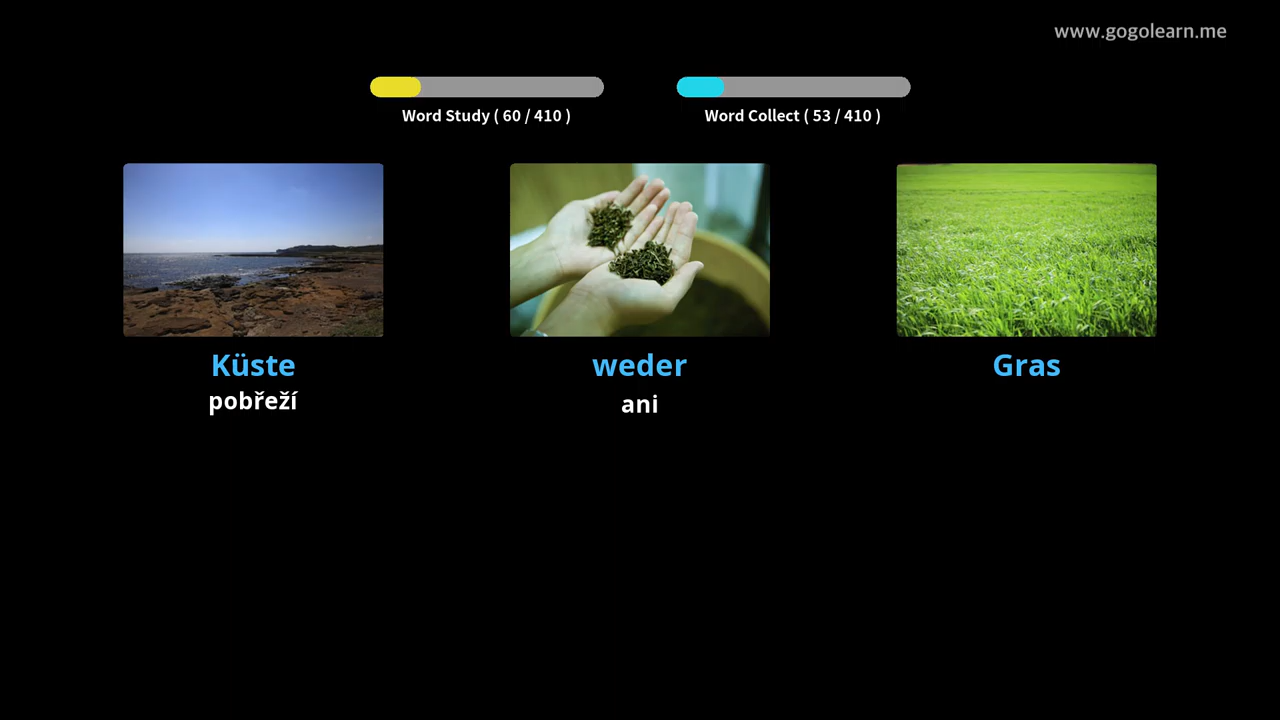 www.gogolearn.me
Word Study ( 60 / 410 )
Word Collect ( 53 / 410 )
Küste
weder
Gras
pobřeží
ani